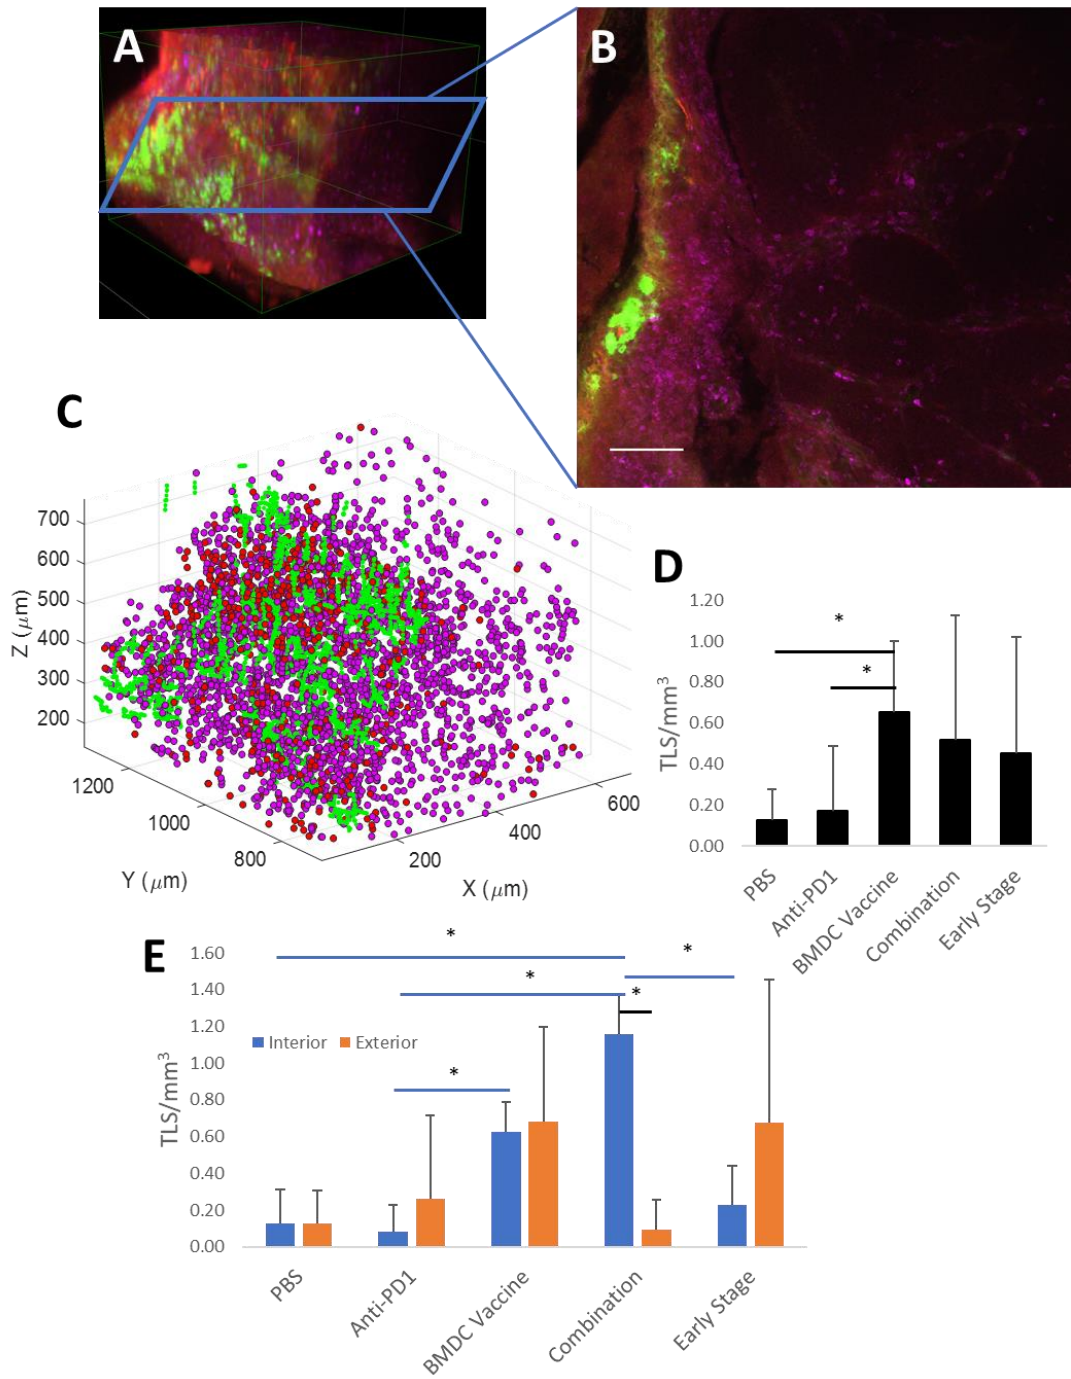 A
B
C
700
600
500
400
300
200
Z (μm)
1200
1000
800
Y (μm)
200
400
600
X (μm)
D
1.20
1.00
0.80
0.60
0.40
0.20
0.00
TLS/mm³
*
*
PBS
Anti-PD1
BMDC Vaccine
Combination
Early Stage
E
1.60
1.40
1.20
1.00
0.80
0.60
0.40
0.20
0.00
TLS/mm³
*
*
*
*
*
Interior
Exterior
PBS
Anti-PD1
BMDC Vaccine
Combination
Early Stage